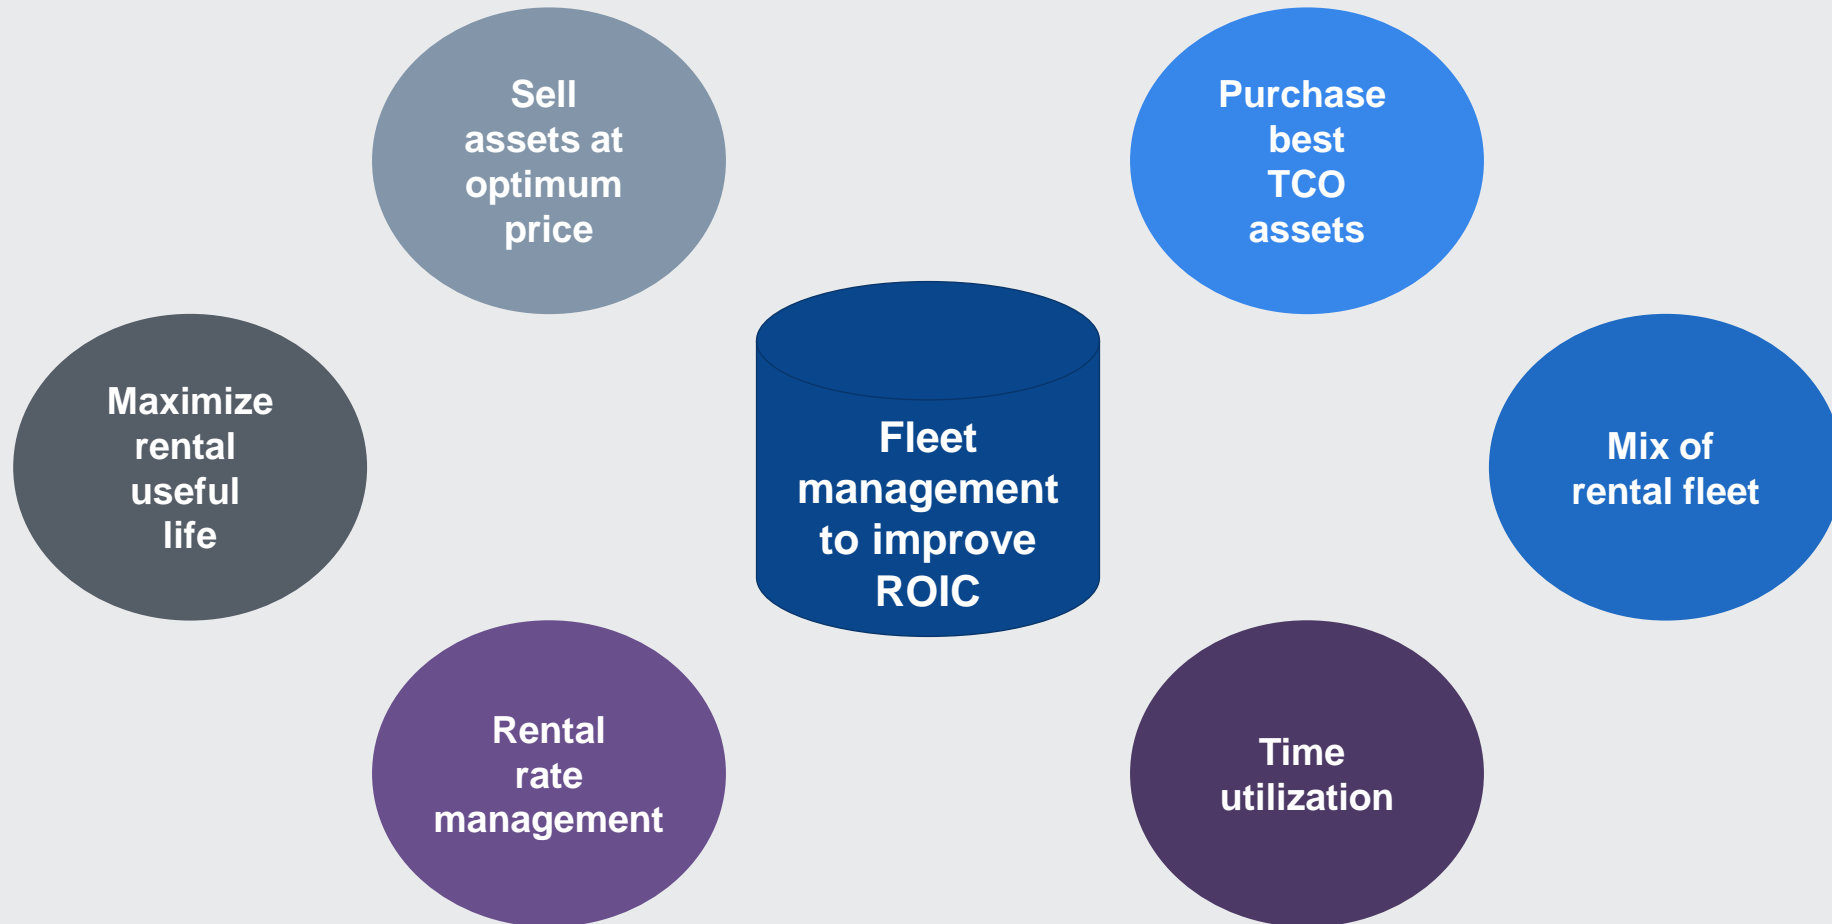 Sell
assets at
optimum
price
Purchase
best
TCO
assets
Maximize
rental
useful
life
Fleet
management
to improve
ROIC
Mix of
rental fleet
Rental
rate
management
Time
utilization